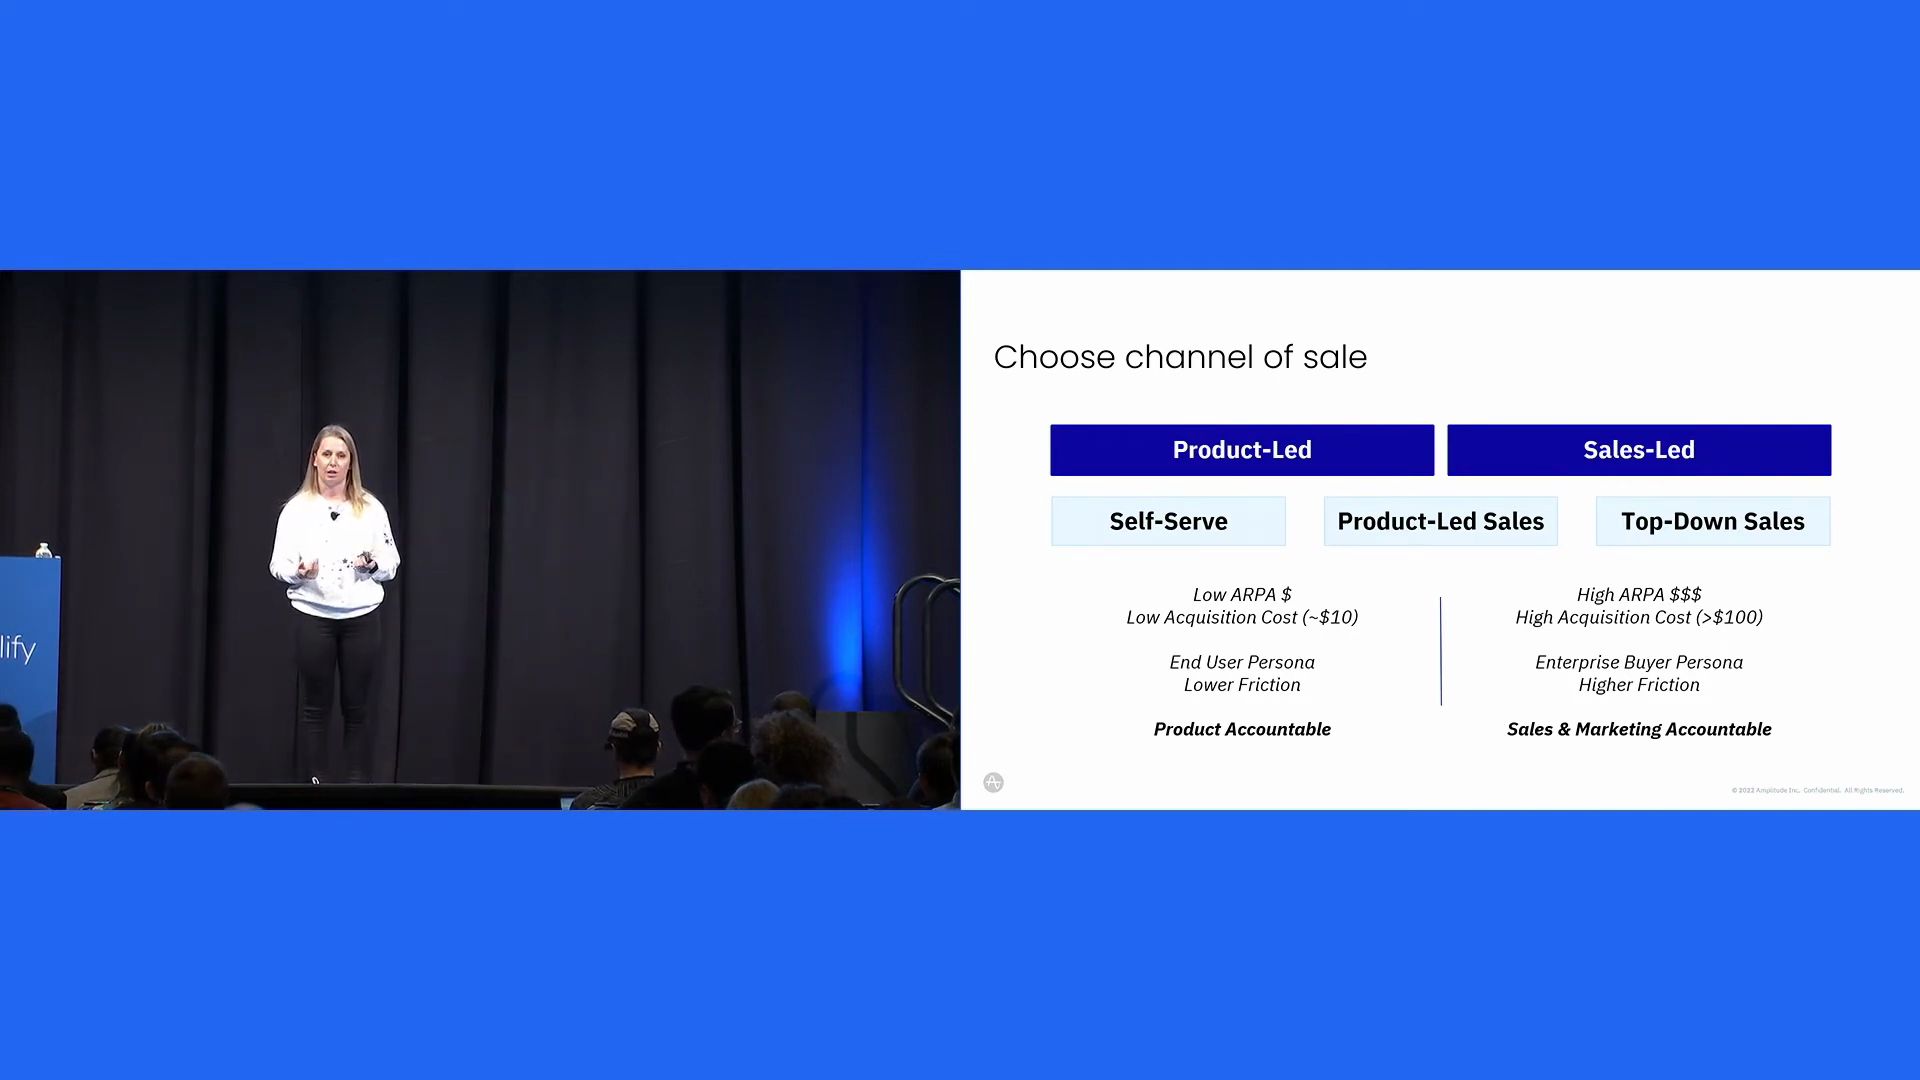 lify
Choose channel of sale
Product-Led
Sales-Led
Self-Serve
Product-Led Sales
Top-Down Sales
Low ARPA $
Low Acquisition Cost (~$10)
End User Persona
Lower Friction
Product Accountable
High ARPA $$$
High Acquisition Cost (>$100)
Enterprise Buyer Persona
Higher Friction
Sales & Marketing Accountable
© 2022 Amplitude Inc. Confidential. All Rights Reserved.